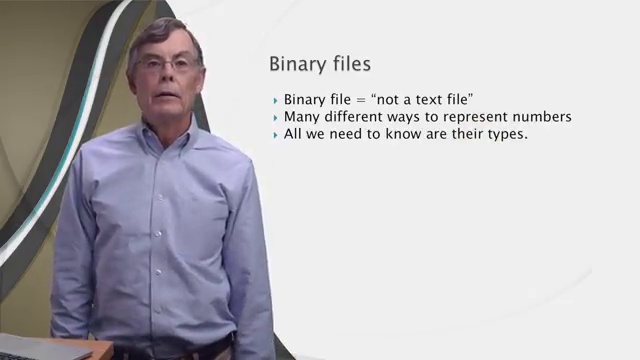 Binary files
Binary file = “not a text file”
Many different ways to represent numbers
All we need to know are their types.